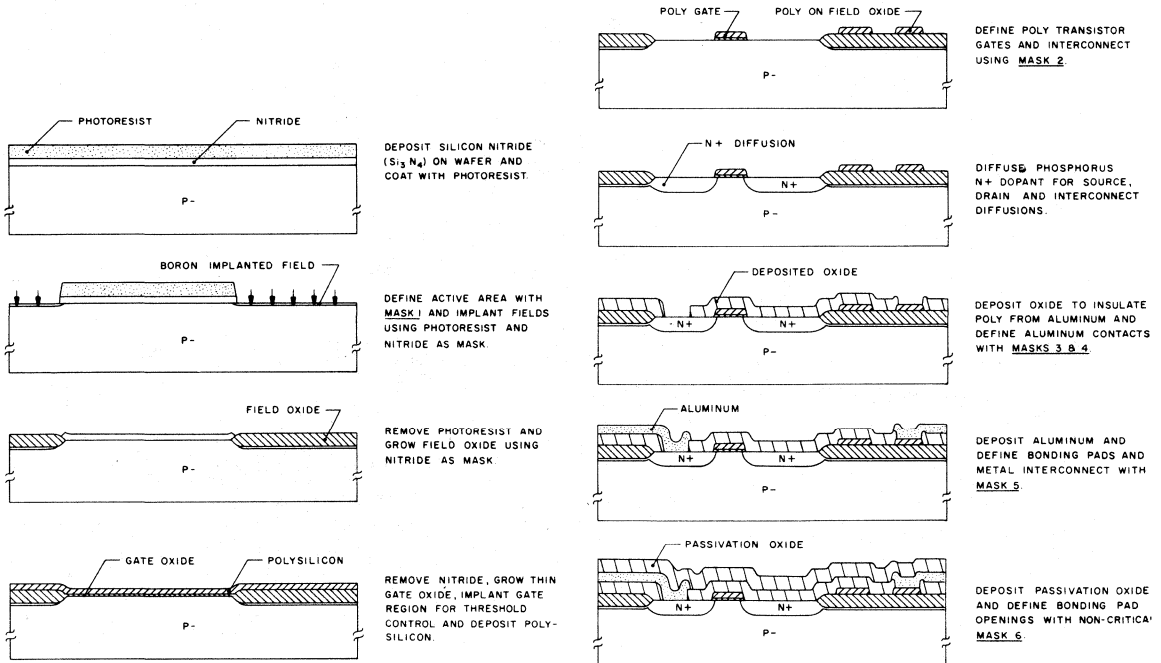 PHOTORESIST
NITRIDE
P-
DEPOSIT SILICON NITRIDE
(Si3 N4) ON WAFER AND
COAT WITH PHOTORESIST.
BORON IMPLANTED FIELD
P-
DEFINE ACTIVE AREA WITH
MASK I AND IMPLANT FIELDS
USING PHOTORESIST AND
NITRIDE AS MASK.
FIELD OXIDE
P-
REMOVE PHOTORESIST AND
GROW FIELD OXIDE USING
NITRIDE AS MASK.
GATE OXIDE
POLYSILICON
P-
REMOVE NITRIDE, GROW THIN
GATE OXIDE, IMPLANT GATE
REGION FOR THRESHOLD
CONTROL AND DEPOSIT POLY-
SILICON.
POLY GATE
POLY ON FIELD OXIDE
P-
DEFINE POLY TRANSISTOR
GATES AND INTERCONNECT
USING MASK 2.
N+ DIFFUSION
N+
P-
DIFFUSE PHOSPHORUS
N+ DOPANT FOR SOURCE,
DRAIN AND INTERCONNECT
DIFFUSIONS.
DEPOSITED OXIDE
N+
N+
P-
DEPOSIT OXIDE TO INSULATE
POLY FROM ALUMINUM AND
DEFINE ALUMINUM CONTACTS
WITH MASKS 3 & 4.
ALUMINUM
N+
N+
P-
DEPOSIT ALUMINUM AND
DEFINE BONDING PADS AND
METAL INTERCONNECT WITH
MASK 5.
PASSIVATION OXIDE
N+
N+
P-
DEPOSIT PASSIVATION OXIDE
AND DEFINE BONDING PAD
OPENINGS WITH NON-CRITICA
MASK 6.